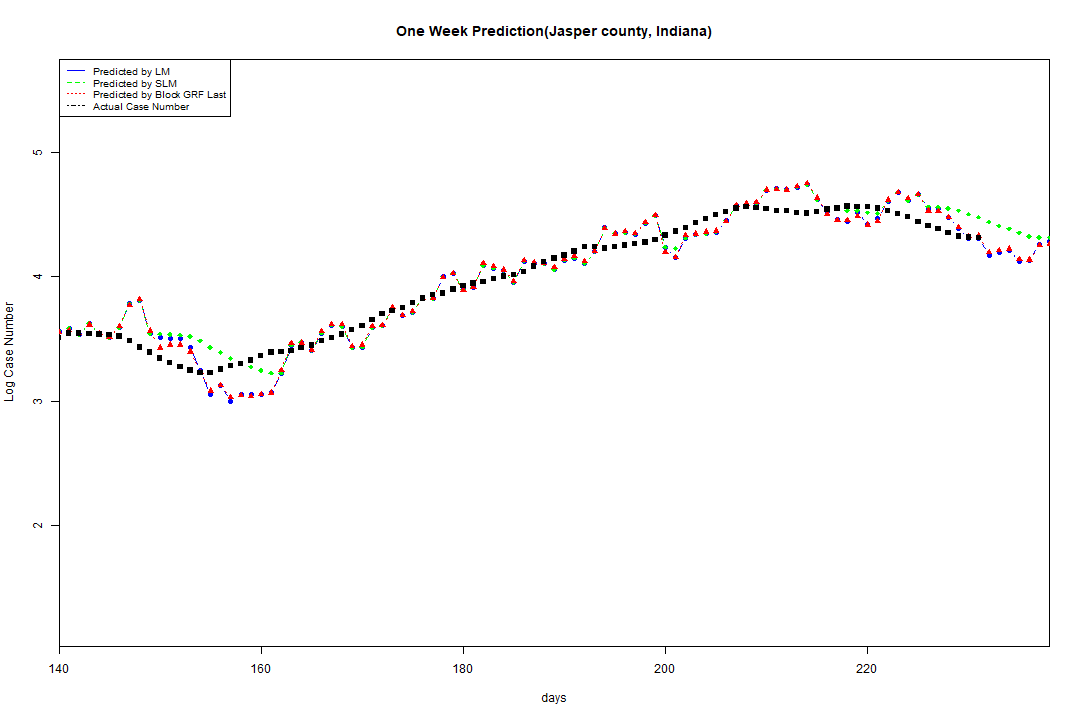 One Week Prediction(Jasper county, Indiana)
Predicted by LM
Predicted by SLM
Predicted by Block GRF Last
Actual Case Number
5
4
3
2
Log Case Number
140 160 180 200 220
days